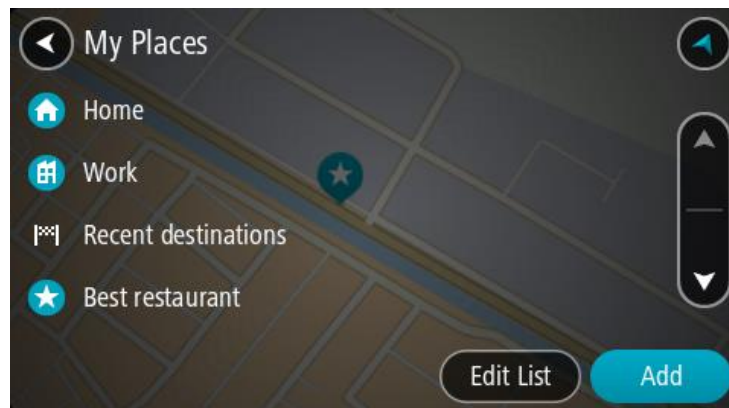 My Places
Home
Work
Recent destinations
Best restaurant
Edit List
Add